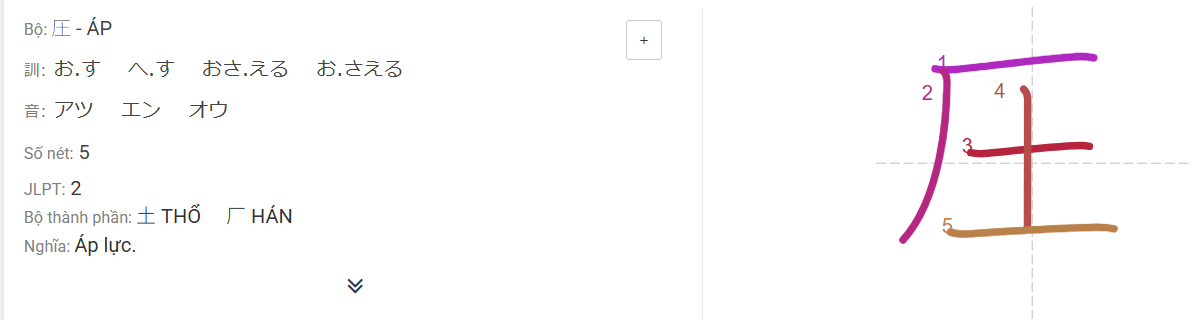 Bộ: 圧 - ÁP
+
訓: お.す へ.す おさ.える お.さえる
音: アツ エン オウ
Số nét: 5
JLPT: 2
Bộ thành phần: 土 THỔ 厂 HÁN
Nghĩa: Áp lực.
圧
1
2
4
3
5